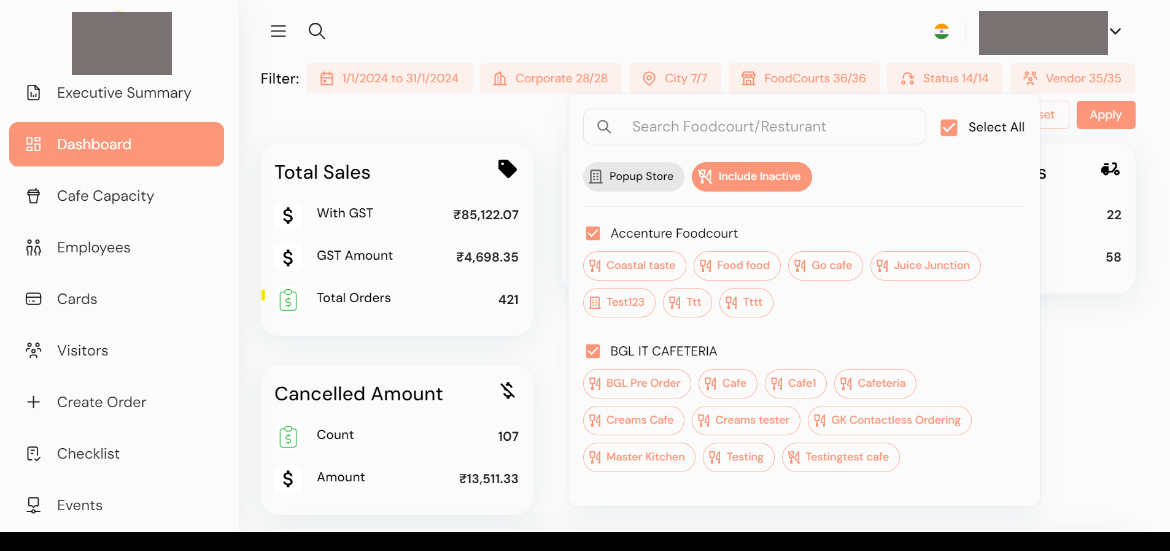 Executive Summary
Dashboard
Cafe Capacity
Employees
Cards
Visitors
Create Order
Checklist
Events
Filter:
1/1/2024 to 31/1/2024
Corporate 28/28
City 7/7
FoodCourts 36/36
Status 14/14
Vendor 35/35
set
Apply
Total Sales
With GST ₹85,122.07
GST Amount ₹4,698.35
Total Orders 421
Cancelled Amount
Count 107
Amount ₹13,511.33
Search Foodcourt/Resturant
Select All
Popup Store
Include Inactive
Accenture Foodcourt
Coastal taste
Food food
Go cafe
Juice Junction
Test123
Ttt
Tttt
BGL IT CAFETERIA
BGL Pre Order
Cafe
Cafe1
Cafeteria
Creams Cafe
Creams tester
GK Contactless Ordering
Master Kitchen
Testing
Testingtest cafe
s
22
58